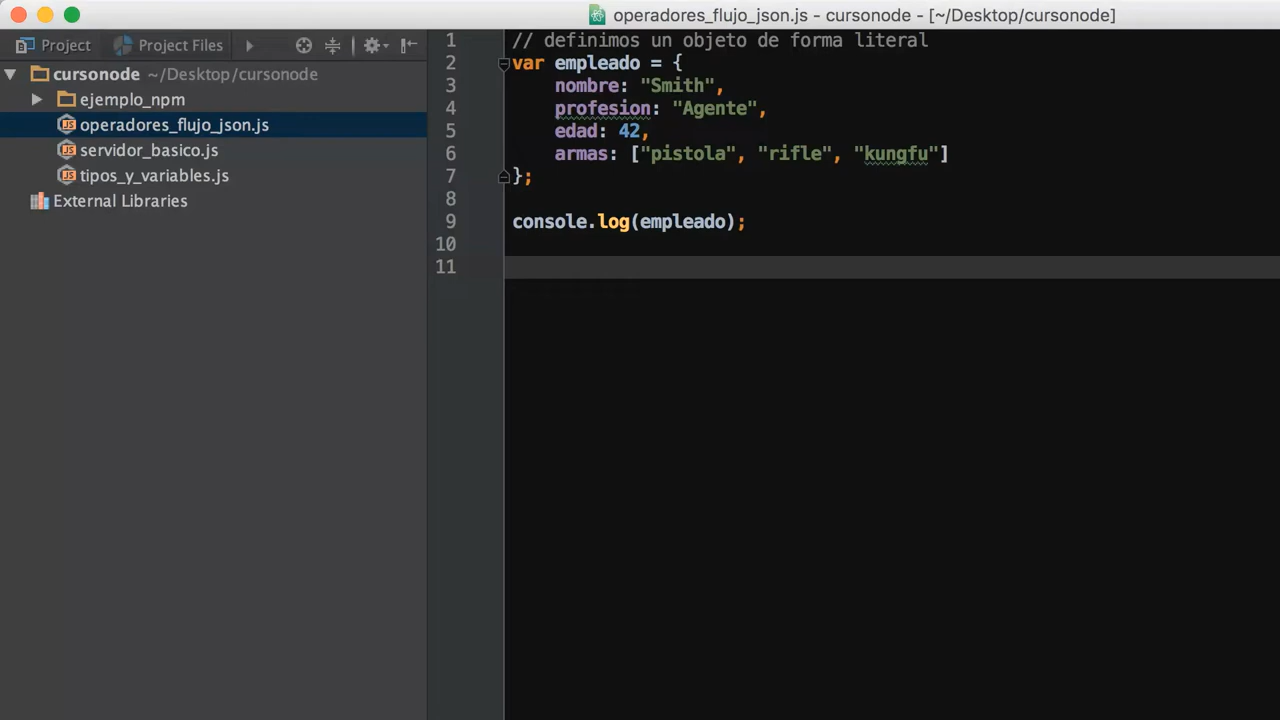 operadores_flujo_json.js - cursonode - [~/Desktop/cursonode]
Project Project Files
cursonode ~/Desktop/cursonode
ejemplo_npm
operadores_flujo_json.js
servidor_basico.js
tipos_y_variables.js
External Libraries
1 // definimos un objeto de forma literal
2 var empleado = {
3 nombre: "Smith",
4 profesion: "Agente",
5 edad: 42,
6 armas: ["pistola", "rifle", "kungfu"]
7 };
8
9 console.log(empleado);
10
11